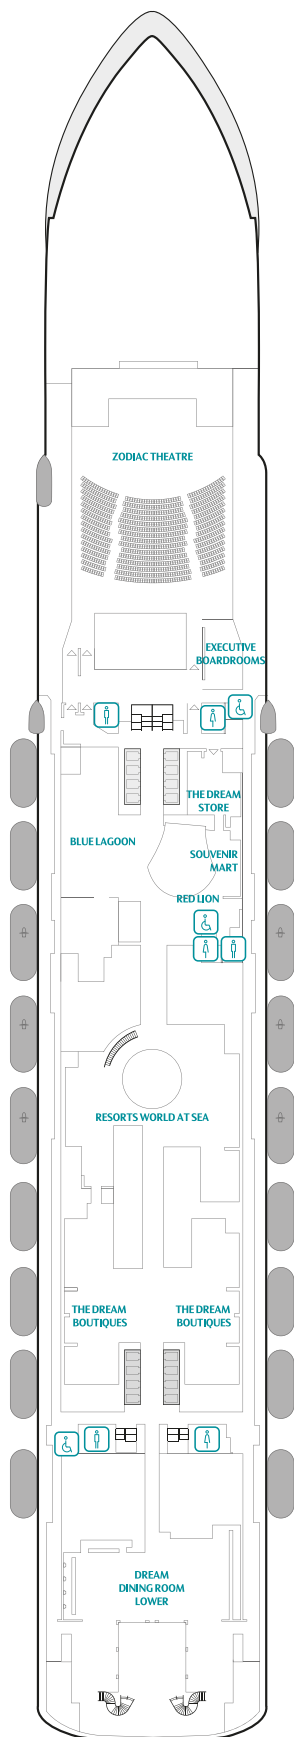 ZODIAC THEATRE
EXECUTIVE
BOARDROOMS
THE DREAM
STORE
BLUE LAGOON
SOUVENIR
MART
RED LION
RESORTS WORLD AT SEA
THE DREAM
BOUTIQUES
THE DREAM
BOUTIQUES
DREAM
DINING ROOM
LOWER